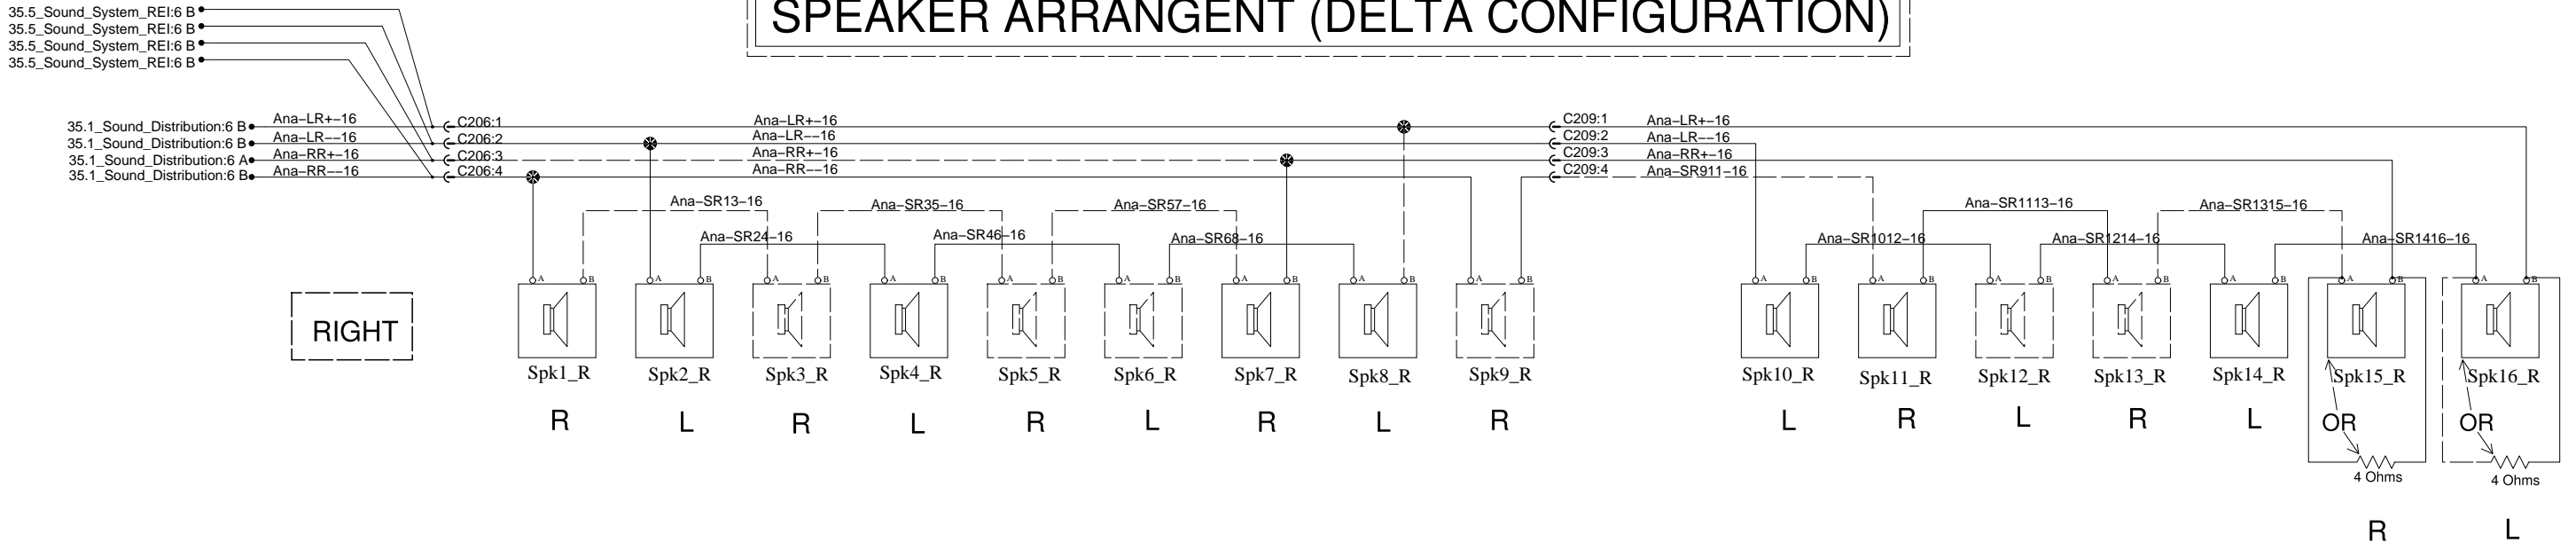 SPEAKER ARRANGENT (DELTA CONFIGURATION)
35.5_Sound_System_REI:6 B
35.5_Sound_System_REI:6 B
35.5_Sound_System_REI:6 B
35.5_Sound_System_REI:6 B
35.1_Sound_Distribution:6 B Ana-LR+-16 C206:1 Ana-LR+-16 C209:1 Ana-LR+-16
35.1_Sound_Distribution:6 B Ana-LR--16 C206:2 Ana-LR--16 C209:2 Ana-LR--16
35.1_Sound_Distribution:6 A Ana-RR+-16 C206:3 Ana-RR+-16 C209:3 Ana-RR+-16
35.1_Sound_Distribution:6 B Ana-RR--16 C206:4 Ana-RR--16 C209:4 Ana-SR911-16
Ana-SR13-16 Ana-SR35-16 Ana-SR57-16 Ana-SR1113-16 Ana-SR1315-16
Ana-SR24-16 Ana-SR46-16 Ana-SR68-16 Ana-SR1012-16 Ana-SR1214-16 Ana-SR1416-16
A B A B A B A B A B A B A B A B A B A B A B A B A B A B A B A B
RIGHT
Spk1_R Spk2_R Spk3_R Spk4_R Spk5_R Spk6_R Spk7_R Spk8_R Spk9_R Spk10_R Spk11_R Spk12_R Spk13_R Spk14_R Spk15_R Spk16_R
R L R L R L R L R L R L R L OR OR
4 Ohms 4 Ohms
R L